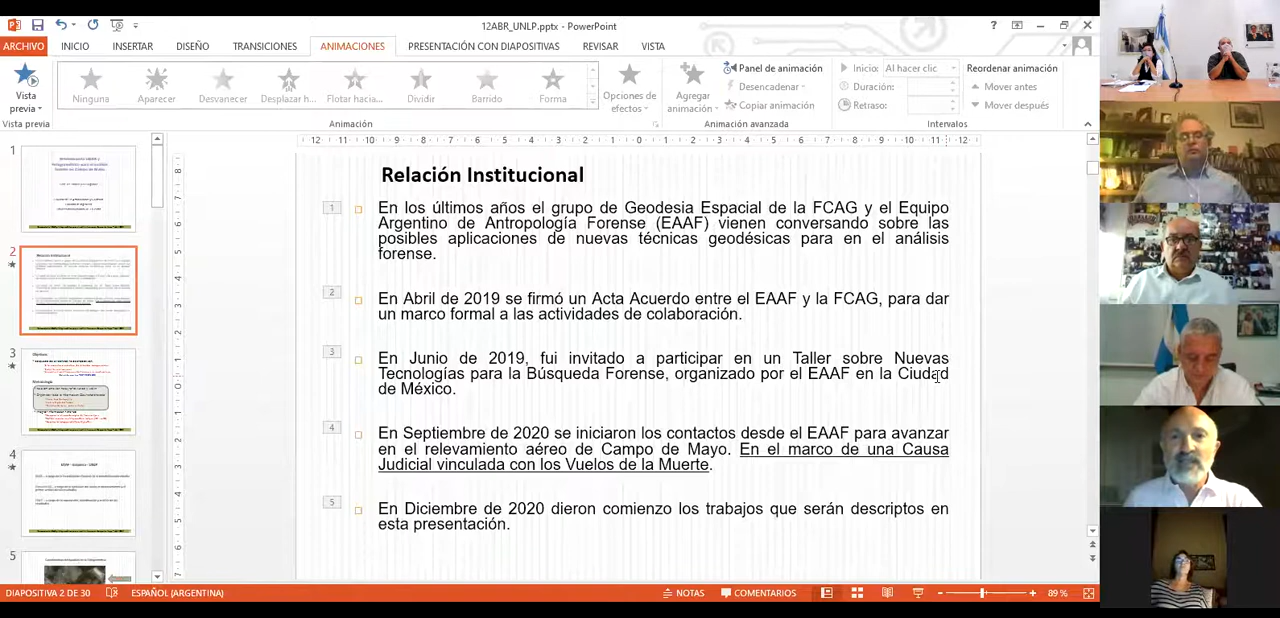 12ABR_UNLP.pptx - PowerPoint
ARCHIVO INICIO INSERTAR DISEÑO TRANSICIONES ANIMACIONES PRESENTACIÓN CON DIAPOSITIVAS REVISAR VISTA
Vista previa
Ninguna Aparecer Desvanecer Desplazar h... Flotar hacia... Dividir Barrido Forma
Opciones de efectos
Agregar animación
Panel de animación
Desencadenar
Copiar animación
Inicio: Al hacer clic
Duración:
Retraso:
Reordenar animación
Mover antes
Mover después
Vista previa Animación Animación avanzada Intervalos
Relación Institucional
En los últimos años el grupo de Geodesia Espacial de la FCAG y el Equipo
Argentino de Antropología Forense (EAAF) vienen conversando sobre las
posibles aplicaciones de nuevas técnicas geodésicas para en el análisis
forense.
En Abril de 2019 se firmó un Acta Acuerdo entre el EAAF y la FCAG, para dar
un marco formal a las actividades de colaboración.
En Junio de 2019, fui invitado a participar de un Taller sobre Nuevas
Tecnologías para la Búsqueda Forense, organizado por el EAAF en la Ciudad
de México.
En Septiembre de 2020 se iniciaron los contactos desde el EAAF para avanzar
en el relevamiento aéreo de Campo de Mayo. En el marco de una Causa
Judicial vinculada con los Vuelos de la Muerte.
En Diciembre de 2020 dieron comienzo los trabajos que serán descriptos en
esta presentación.
1
2
3
4
5
DIAPOSITIVA 2 DE 30 ESPAÑOL (ARGENTINA) NOTAS COMENTARIOS 89 %